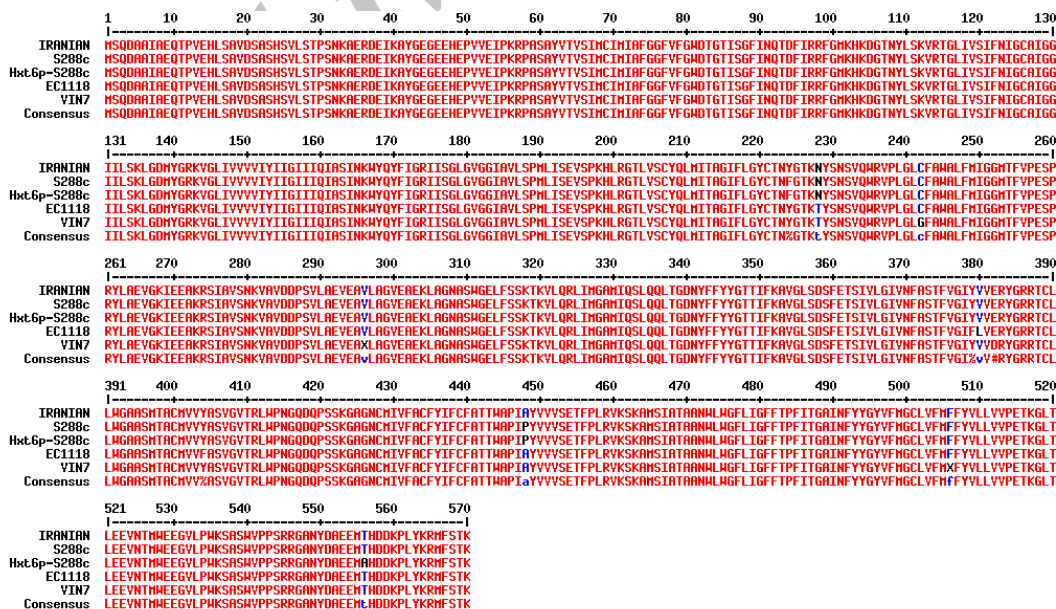 1 10 20 30 40 50 60 70 80 90 100 110 120 130
|--------+---------+---------+---------+---------+---------+---------+---------+---------+---------+---------+---------+---------|
IRANIAN MSQDAAIAEQTPVEHLSAVDSASHSVLSTPSNKAERDEIKAYGEGEEHEPVVEIPKRPASAYVTVSIMCIMIAFGGFVFGWDTGTISGFINQTDFIRRFGMKHKDGTNYLSKVRTGLIVSIFNIGCAIGG
S288c MSQDAAIAEQTPVEHLSAVDSASHSVLSTPSNKAERDEIKAYGEGEEHEPVVEIPKRPASAYVTVSIMCIMIAFGGFVFGWDTGTISGFINQTDFIRRFGMKHKDGTNYLSKVRTGLIVSIFNIGCAIGG
Hxt6p-S288c MSQDAAIAEQTPVEHLSAVDSASHSVLSTPSNKAERDEIKAYGEGEEHEPVVEIPKRPASAYVTVSIMCIMIAFGGFVFGWDTGTISGFINQTDFIRRFGMKHKDGTNYLSKVRTGLIVSIFNIGCAIGG
EC1118 MSQDAAIAEQTPVEHLSAVDSASHSVLSTPSNKAERDEIKAYGEGEEHEPVVEIPKRPASAYVTVSIMCIMIAFGGFVFGWDTGTISGFINQTDFIRRFGMKHKDGTNYLSKVRTGLIVSIFNIGCAIGG
VIN7 MSQDAAIAEQTPVEHLSAVDSASHSVLSTPSNKAERDEIKAYGEGEEHEPVVEIPKRPASAYVTVSIMCIMIAFGGFVFGWDTGTISGFINQTDFIRRFGMKHKDGTNYLSKVRTGLIVSIFNIGCAIGG
Consensus MSQDAAIAEQTPVEHLSAVDSASHSVLSTPSNKAERDEIKAYGEGEEHEPVVEIPKRPASAYVTVSIMCIMIAFGGFVFGWDTGTISGFINQTDFIRRFGMKHKDGTNYLSKVRTGLIVSIFNIGCAIGG
131 140 150 160 170 180 190 200 210 220 230 240 250 260
|--------+---------+---------+---------+---------+---------+---------+---------+---------+---------+---------+---------+---------|
IRANIAN IILSKLGDMYGRKVGLIVVVVIYIIGIIIQIASINKWYQYFIGRIISGLGVGGIAVLSPMLISEVSPKHLRGTLVSCYQLMITAGIFLGYCTNYGTKNYSNSVQWRVPLGLCFAWALFMIGGMTFVPESP
S288c IILSKLGDMYGRKVGLIVVVVIYIIGIIIQIASINKWYQYFIGRIISGLGVGGIAVLSPMLISEVSPKHLRGTLVSCYQLMITAGIFLGYCTNFGTKNYSNSVQWRVPLGLCFAWALFMIGGMTFVPESP
Hxt6p-S288c IILSKLGDMYGRKVGLIVVVVIYIIGIIIQIASINKWYQYFIGRIISGLGVGGIAVLSPMLISEVSPKHLRGTLVSCYQLMITAGIFLGYCTNFGTKNYSNSVQWRVPLGLCFAWALFMIGGMTFVPESP
EC1118 IILSKLGDMYGRKVGLIVVVVIYIIGIIIQIASINKWYQYFIGRIISGLGVGGIAVLSPMLISEVSPKHLRGTLVSCYQLMITAGIFLGYCTNYGTKTYSNSVQWRVPLGLCFAWALFMIGGMTFVPESP
VIN7 IILSKLGDMYGRKVGLIVVVVIYIIGIIIQIASINKWYQYFIGRIISGLGVGGIAVLSPMLISEVSPKHLRGTLVSCYQLMITAGIFLGYCTNYGTKTYSNSVQWRVPLGLGFAWALFMIGGMTFVPESP
Consensus IILSKLGDMYGRKVGLIVVVVIYIIGIIIQIASINKWYQYFIGRIISGLGVGGIAVLSPMLISEVSPKHLRGTLVSCYQLMITAGIFLGYCTN%GTKtYSNSVQWRVPLGLcFAWALFMIGGMTFVPESP
261 270 280 290 300 310 320 330 340 350 360 370 380 390
|--------+---------+---------+---------+---------+---------+---------+---------+---------+---------+---------+---------+---------|
IRANIAN RYLAEVGKIEEAKRSIAVSNKVAVDDPSVLAEVEAVLAGVEAEKLAGNASWGELFSSKTKVLQRLIMGAMIQSLQQLTGDNYFFYYGTTIFKAVGLSDSFETSIVLGIVNFASTFVGIYVVERYGRRTCL
S288c RYLAEVGKIEEAKRSIAVSNKVAVDDPSVLAEVEAVLAGVEAEKLAGNASWGELFSSKTKVLQRLIMGAMIQSLQQLTGDNYFFYYGTTIFKAVGLSDSFETSIVLGIVNFASTFVGIYVVERYGRRTCL
Hxt6p-S288c RYLAEVGKIEEAKRSIAVSNKVAVDDPSVLAEVEAVLAGVEAEKLAGNASWGELFSSKTKVLQRLIMGAMIQSLQQLTGDNYFFYYGTTIFKAVGLSDSFETSIVLGIVNFASTFVGIYVVERYGRRTCL
EC1118 RYLAEVGKIEEAKRSIAVSNKVAVDDPSVLAEVEAVLAGVEAEKLAGNASWGELFSSKTKVLQRLIMGAMIQSLQQLTGDNYFFYYGTTIFKAVGLSDSFETSIVLGIVNFASTFVGIFLVERYGRRTCL
VIN7 RYLAEVGKIEEAKRSIAVSNKVAVDDPSVLAEVEAXLAGVEAEKLAGNASWGELFSSKTKVLQRLIMGAMIQSLQQLTGDNYFFYYGTTIFKAVGLSDSFETSIVLGIVNFASTFVGIYVVDRYGRRTCL
Consensus RYLAEVGKIEEAKRSIAVSNKVAVDDPSVLAEVEAvLAGVEAEKLAGNASWGELFSSKTKVLQRLIMGAMIQSLQQLTGDNYFFYYGTTIFKAVGLSDSFETSIVLGIVNFASTFVGI%vV#RYGRRTCL
391 400 410 420 430 440 450 460 470 480 490 500 510 520
|--------+---------+---------+---------+---------+---------+---------+---------+---------+---------+---------+---------+---------|
IRANIAN LWGAASMTACMVVYASVGVTRLWPNGQDQPSSKGAGNCMIVFACFYIFCFATTWAPIAYVVVSETFPLRVKSKAMSIATAANWLWGFLIGFFTPFITGAINFYYGYVFMGCLVFMFFYVLLVVPETKGLT
S288c LWGAASMTACMVVYASVGVTRLWPNGQDQPSSKGAGNCMIVFACFYIFCFATTWAPIPYVVVSETFPLRVKSKAMSIATAANWLWGFLIGFFTPFITGAINFYYGYVFMGCLVFMFFYVLLVVPETKGLT
Hxt6p-S288c LWGAASMTACMVVYASVGVTRLWPNGQDQPSSKGAGNCMIVFACFYIFCFATTWAPIPYVVVSETFPLRVKSKAMSIATAANWLWGFLIGFFTPFITGAINFYYGYVFMGCLVFMFFYVLLVVPETKGLT
EC1118 LWGAASMTACMVVFASVGVTRLWPNGQDQPSSKGAGNCMIVFACFYIFCFATTWAPIAYVVVSETFPLRVKSKAMSIATAANWLWGFLIGFFTPFITGAINFYYGYVFMGCLVFMFFYVLLVVPETKGLT
VIN7 LWGAASMTACMVVFASVGVTRLWPNGQDQPSSKGAGNCMIVFACFYIFCFATTWAPIAYVVVSETFPLRVKSKAMSIATAANWLWGFLIGFFTPFITGAINFYYGYVFMGCLVFMXFYVLLVVPETKGLT
Consensus LWGAASMTACMVV%ASVGVTRLWPNGQDQPSSKGAGNCMIVFACFYIFCFATTWAPIaYVVVSETFPLRVKSKAMSIATAANWLWGFLIGFFTPFITGAINFYYGYVFMGCLVFMfFYVLLVVPETKGLT
521 530 540 550 560 570
|--------+---------+---------+---------+---------|
IRANIAN LEEVNTMWEEGVLPWKSASWVPPSRRGANYDAEEMTHDDKPLYKRMFSTK
S288c LEEVNTMWEEGVLPWKSASWVPPSRRGANYDAEEMTHDDKPLYKRMFSTK
Hxt6p-S288c LEEVNTMWEEGVLPWKSASWVPPSRRGANYDAEEMAHDDKPLYKRMFSTK
EC1118 LEEVNTMWEEGVLPWKSASWVPPSRRGANYDAEEMTHDDKPLYKRMFSTK
VIN7 LEEVNTMWEEGVLPWKSASWVPPSRRGANYDAEEMTHDDKPLYKRMFSTK
Consensus LEEVNTMWEEGVLPWKSASWVPPSRRGANYDAEEMtHDDKPLYKRMFSTK